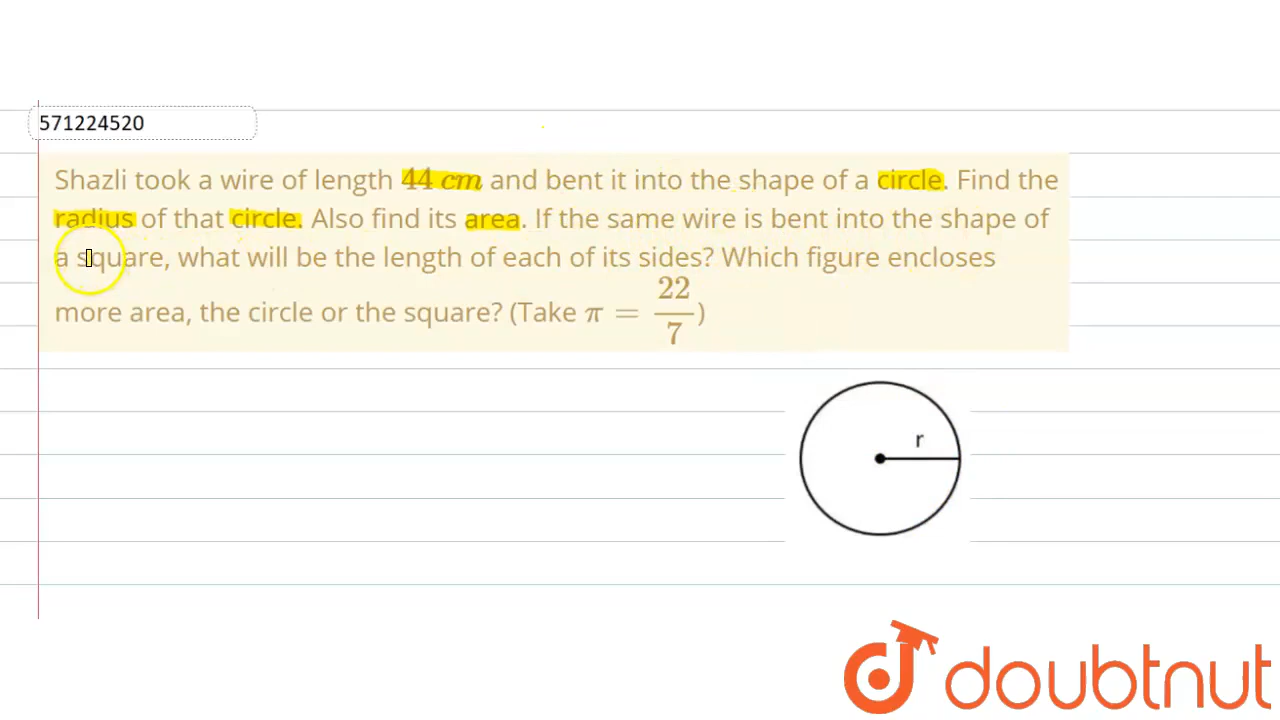 571224520
Shazli took a wire of length 44 cm and bent it into the shape of a circle. Find the
radius of that circle. Also find its area. If the same wire is bent into the shape of
a square, what will be the length of each of its sides? Which figure encloses
more area, the circle or the square? (Take π = 22/7)
r
doubtnut